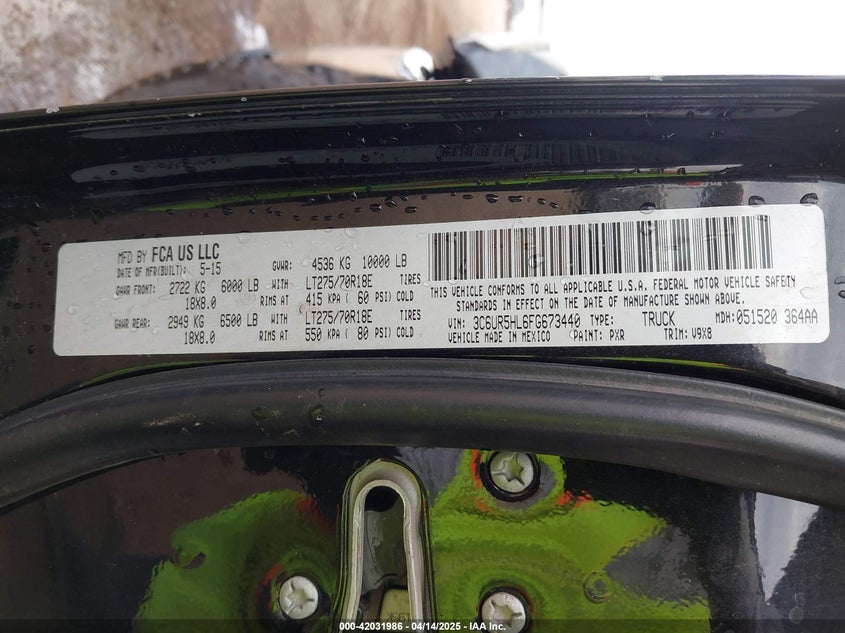 MFD BY FCA US LLC
DATE OF MFR(BUILT): 5-15
GVWR: 4536 KG 10000 LB
GAWR FRONT: 2722 KG 6000 LB WITH LT275/70R18E TIRES
18X8.0 RIMS AT 415 KPA ( 60 PSI) COLD
GAWR REAR: 2949 KG 6500 LB WITH LT275/70R18E TIRES
18X8.0 RIMS AT 550 KPA ( 80 PSI) COLD
THIS VEHICLE CONFORMS TO ALL APPLICABLE U.S.A. FEDERAL MOTOR VEHICLE SAFETY
STANDARDS IN EFFECT ON THE DATE OF MANUFACTURE SHOWN ABOVE.
VIN: 3C6UR5HL6FG673440 TYPE: TRUCK MDH: 051520 364AA
VEHICLE MADE IN MEXICO PAINT: PXR TRIM: V9X8
000-42031986 - 04/14/2025 - IAA Inc.